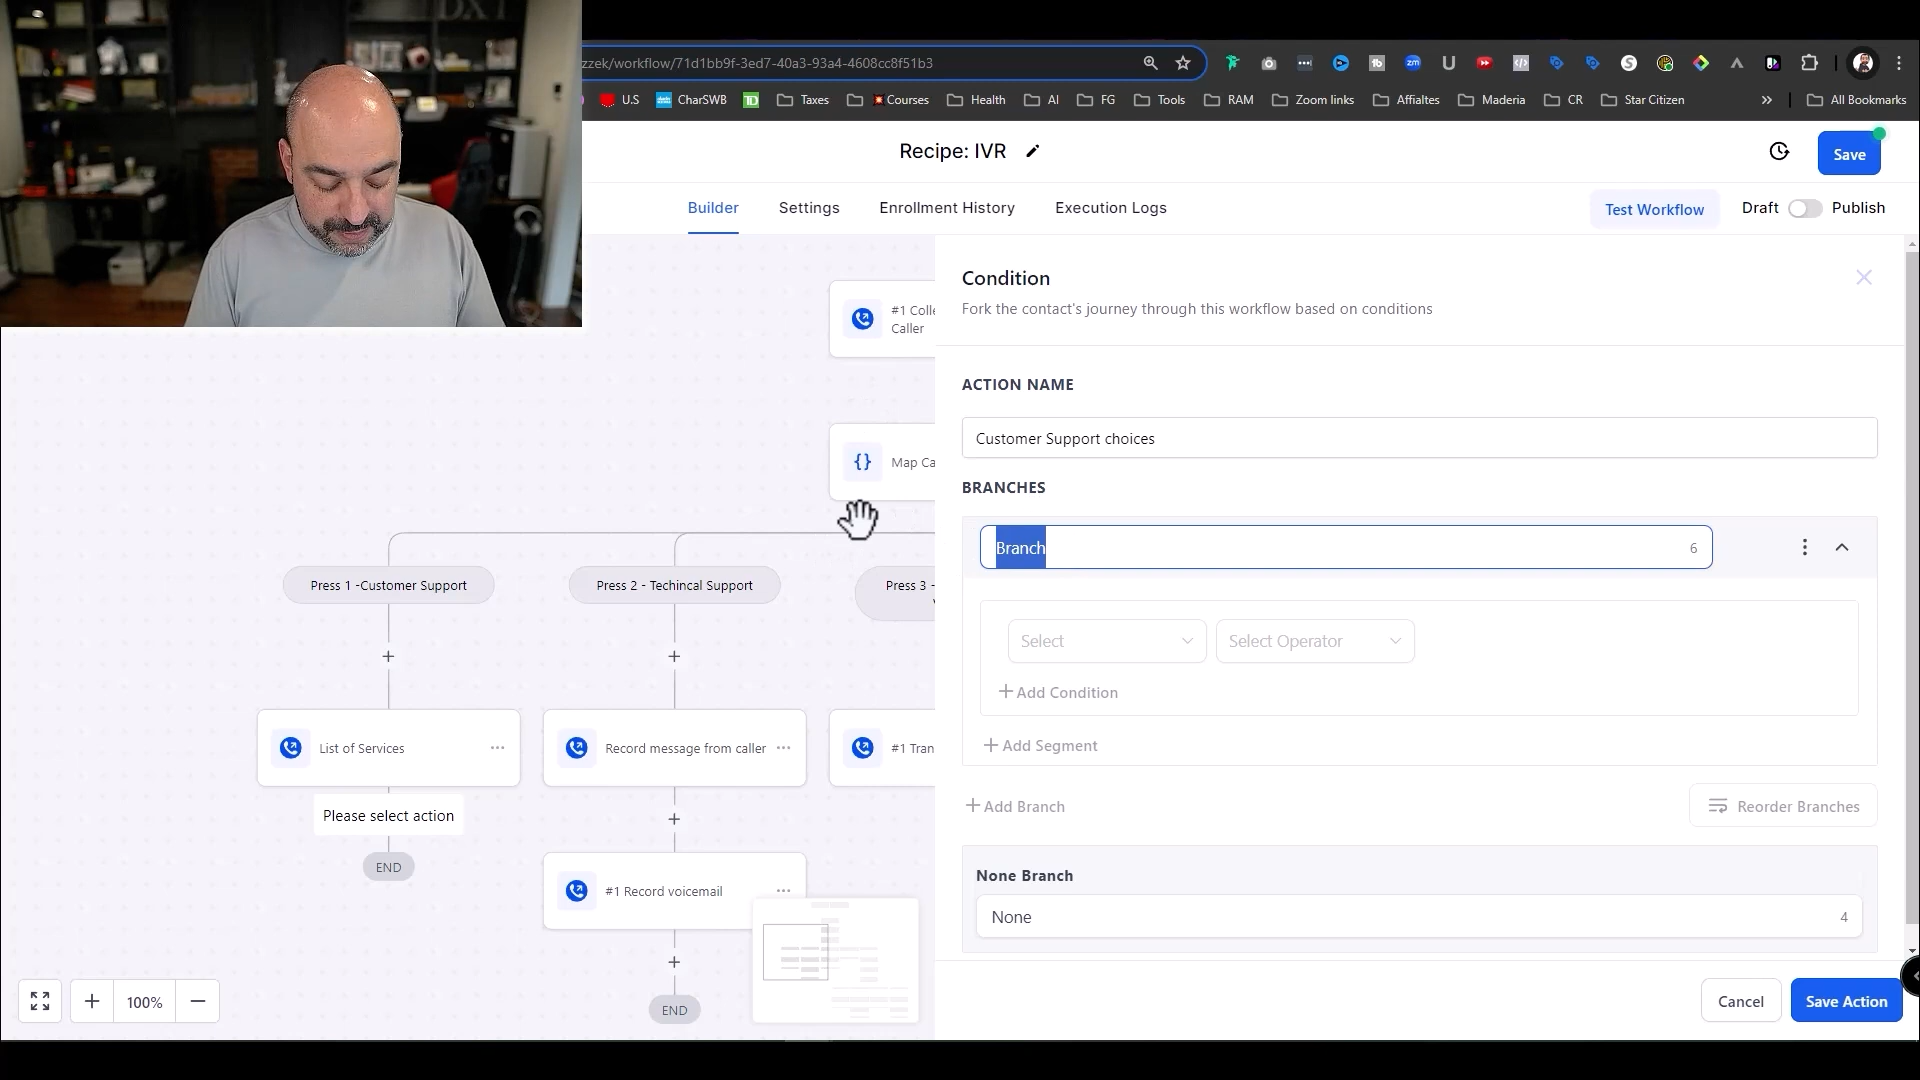 DXT
zzek/workflow/71d1bb9f-3ed7-40a3-93a4-4608cc8f51b3
zm
U
S
U.S
CharSWB
TD
Taxes
Courses
Health
AI
FG
Tools
RAM
Zoom links
Affialtes
Maderia
CR
Star Citizen
All Bookmarks
Recipe: IVR
Save
Builder
Settings
Enrollment History
Execution Logs
Test Workflow
Draft
Publish
#1 Colle
Caller
Map Ca
Press 1 -Customer Support
Press 2 - Techincal Support
Press 3 -
List of Services
Record message from caller
#1 Tran
Please select action
END
#1 Record voicemail
END
100%
Condition
Fork the contact's journey through this workflow based on conditions
ACTION NAME
Customer Support choices
BRANCHES
Branch
6
Select
Select Operator
Add Condition
Add Segment
Add Branch
Reorder Branches
None Branch
None
4
Cancel
Save Action